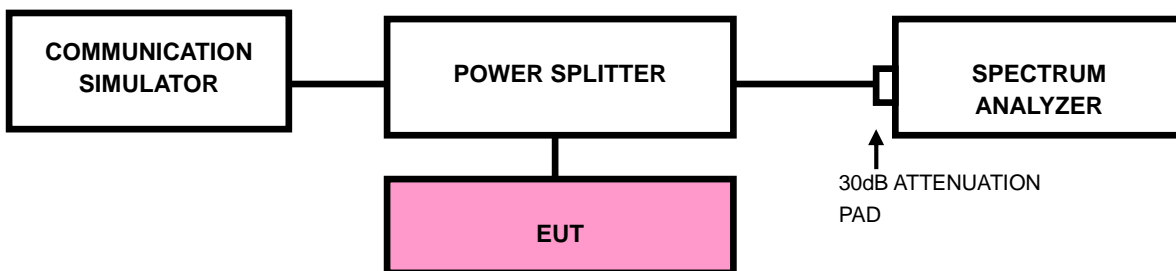 COMMUNICATION
SIMULATOR
POWER SPLITTER
SPECTRUM
ANALYZER
30dB ATTENUATION
PAD
EUT